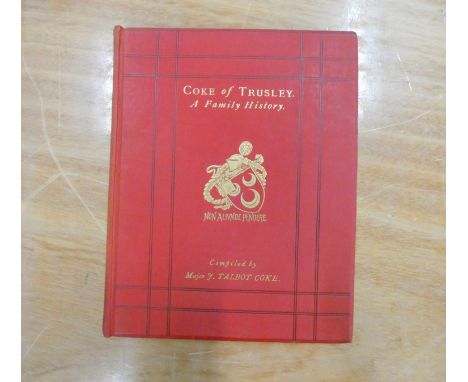 COKE of TRUSLEY.
A Family History.
NON ALIUNDE PENDERE
Compiled by
Major J. TALBOT COKE.